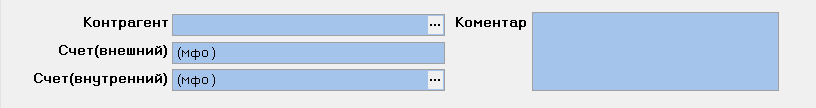 Контрагент ... Коментар
Счет(внешний) (мфо)
Счет(внутренний) (мфо) ...